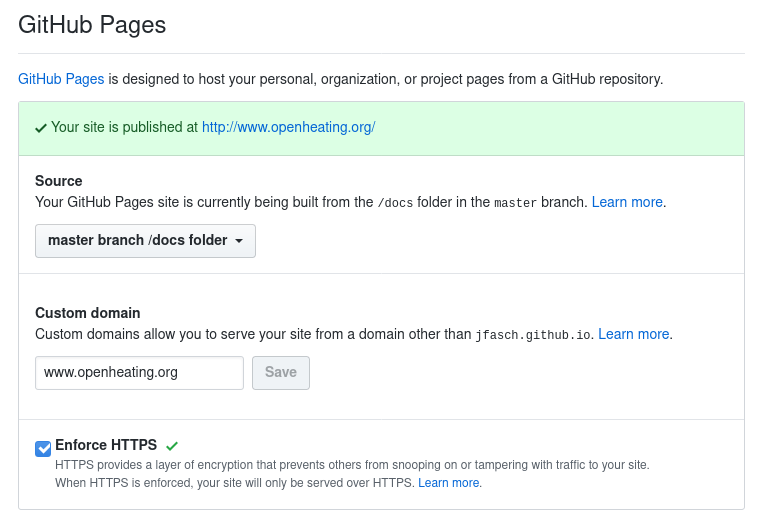 GitHub Pages
GitHub Pages is designed to host your personal, organization, or project pages from a GitHub repository.
Your site is published at http://www.openheating.org/
Source
Your GitHub Pages site is currently being built from the /docs folder in the master branch. Learn more.
master branch /docs folder
Custom domain
Custom domains allow you to serve your site from a domain other than jfasch.github.io. Learn more.
www.openheating.org Save
Enforce HTTPS
HTTPS provides a layer of encryption that prevents others from snooping on or tampering with traffic to your site.
When HTTPS is enforced, your site will only be served over HTTPS. Learn more.